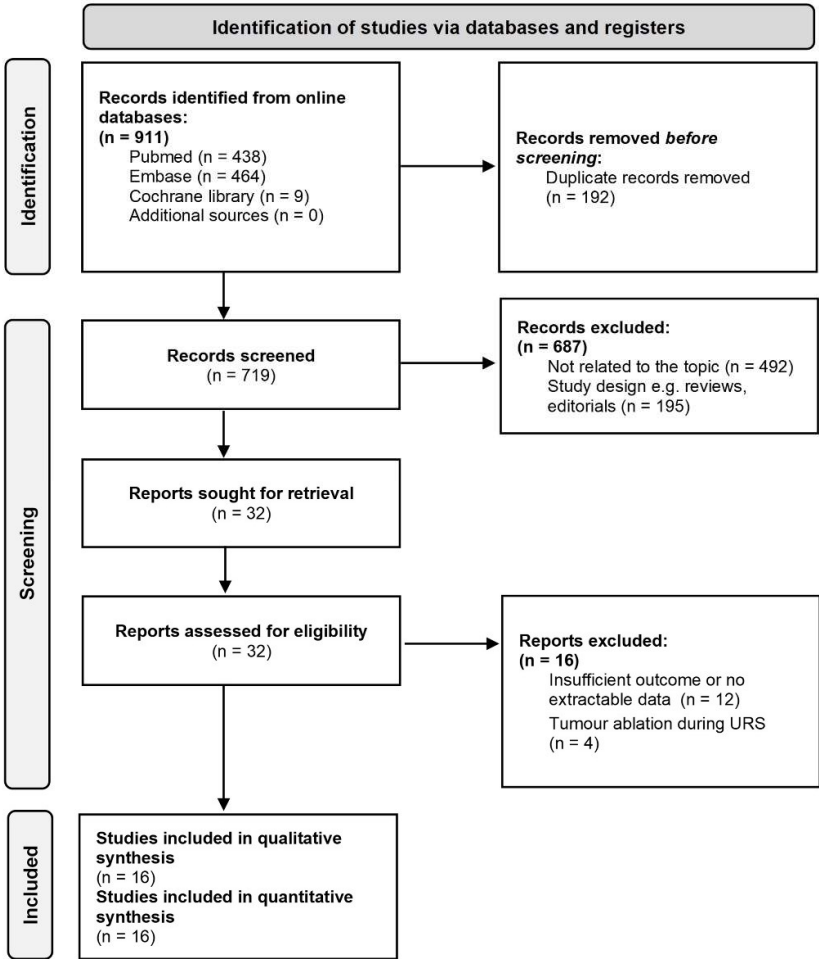 Identification of studies via databases and registers
Identification
Records identified from online
databases:
(n = 911)
Pubmed (n = 438)
Embase (n = 464)
Cochrane library (n = 9)
Additional sources (n = 0)
Records removed before
screening:
Duplicate records removed
(n = 192)
Screening
Records screened
(n = 719)
Records excluded:
(n = 687)
Not related to the topic (n = 492)
Study design e.g. reviews,
editorials (n = 195)
Reports sought for retrieval
(n = 32)
Reports assessed for eligibility
(n = 32)
Reports excluded:
(n = 16)
Insufficient outcome or no
extractable data (n = 12)
Tumour ablation during URS
(n = 4)
Included
Studies included in qualitative
synthesis
(n = 16)
Studies included in quantitative
synthesis
(n = 16)